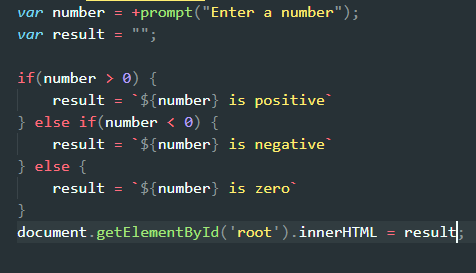 var number = +prompt("Enter a number");
var result = "";
if(number > 0) {
    result = `${number} is positive`
} else if(number < 0) {
    result = `${number} is negative`
} else {
    result = `${number} is zero`
}
document.getElementById('root').innerHTML = result;